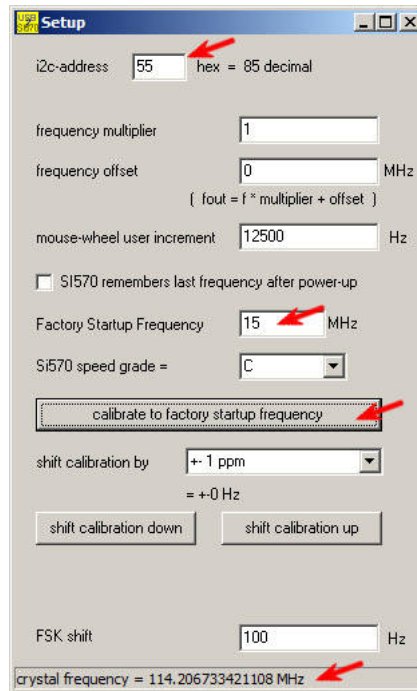 USB
SI570
Setup
i2c-address 55 hex = 85 decimal
frequency multiplier 1
frequency offset 0 MHz
( fout = f * multiplier + offset )
mouse-wheel user increment 12500 Hz
SI570 remembers last frequency after power-up
Factory Startup Frequency 15 MHz
Si570 speed grade = C
calibrate to factory startup frequency
shift calibration by +- 1 ppm
= +-0 Hz
shift calibration down shift calibration up
FSK shift 100 Hz
crystal frequency = 114.206733421108 MHz